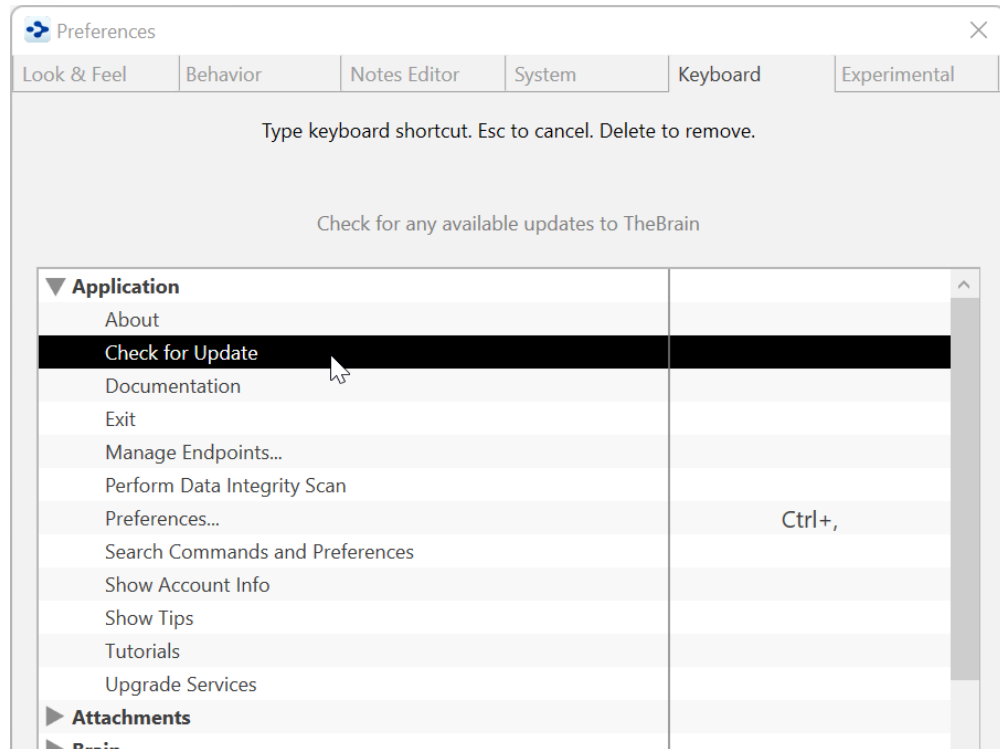 Preferences
Look & Feel Behavior Notes Editor System Keyboard Experimental
Type keyboard shortcut. Esc to cancel. Delete to remove.
Check for any available updates to TheBrain
Application
About
Check for Update
Documentation
Exit
Manage Endpoints...
Perform Data Integrity Scan
Preferences... Ctrl+,
Search Commands and Preferences
Show Account Info
Show Tips
Tutorials
Upgrade Services
Attachments
Brain